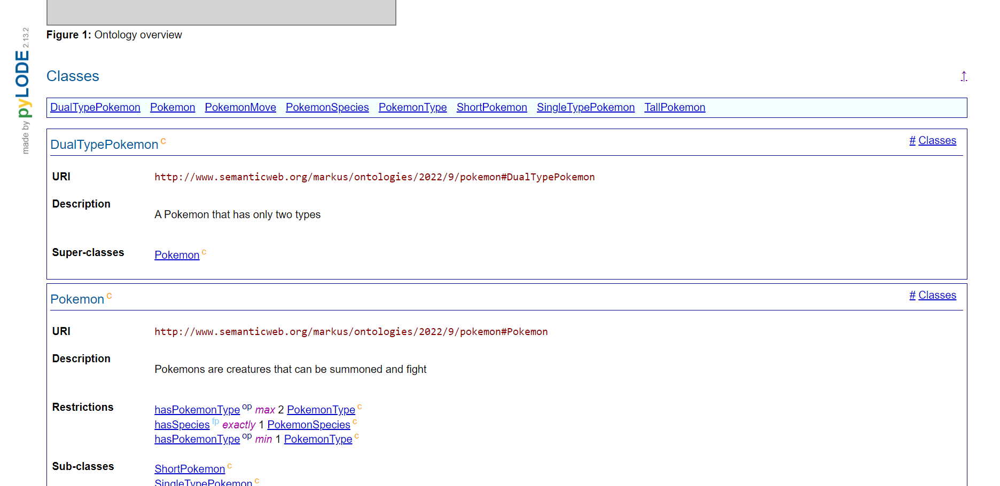 Figure 1: Ontology overview
made by pyLODE 2.13.2
Classes
↑
DualTypePokemon Pokemon PokemonMove PokemonSpecies PokemonType ShortPokemon SingleTypePokemon TallPokemon
DualTypePokemon c
# Classes
URI http://www.semanticweb.org/markus/ontologies/2022/9/pokemon#DualTypePokemon
Description
A Pokemon that has only two types
Super-classes Pokemon c
Pokemon c
# Classes
URI http://www.semanticweb.org/markus/ontologies/2022/9/pokemon#Pokemon
Description
Pokemons are creatures that can be summoned and fight
Restrictions hasPokemonType op max 2 PokemonType c
hasSpecies fp exactly 1 PokemonSpecies c
hasPokemonType op min 1 PokemonType c
Sub-classes ShortPokemon c
SingleTypePokemon c